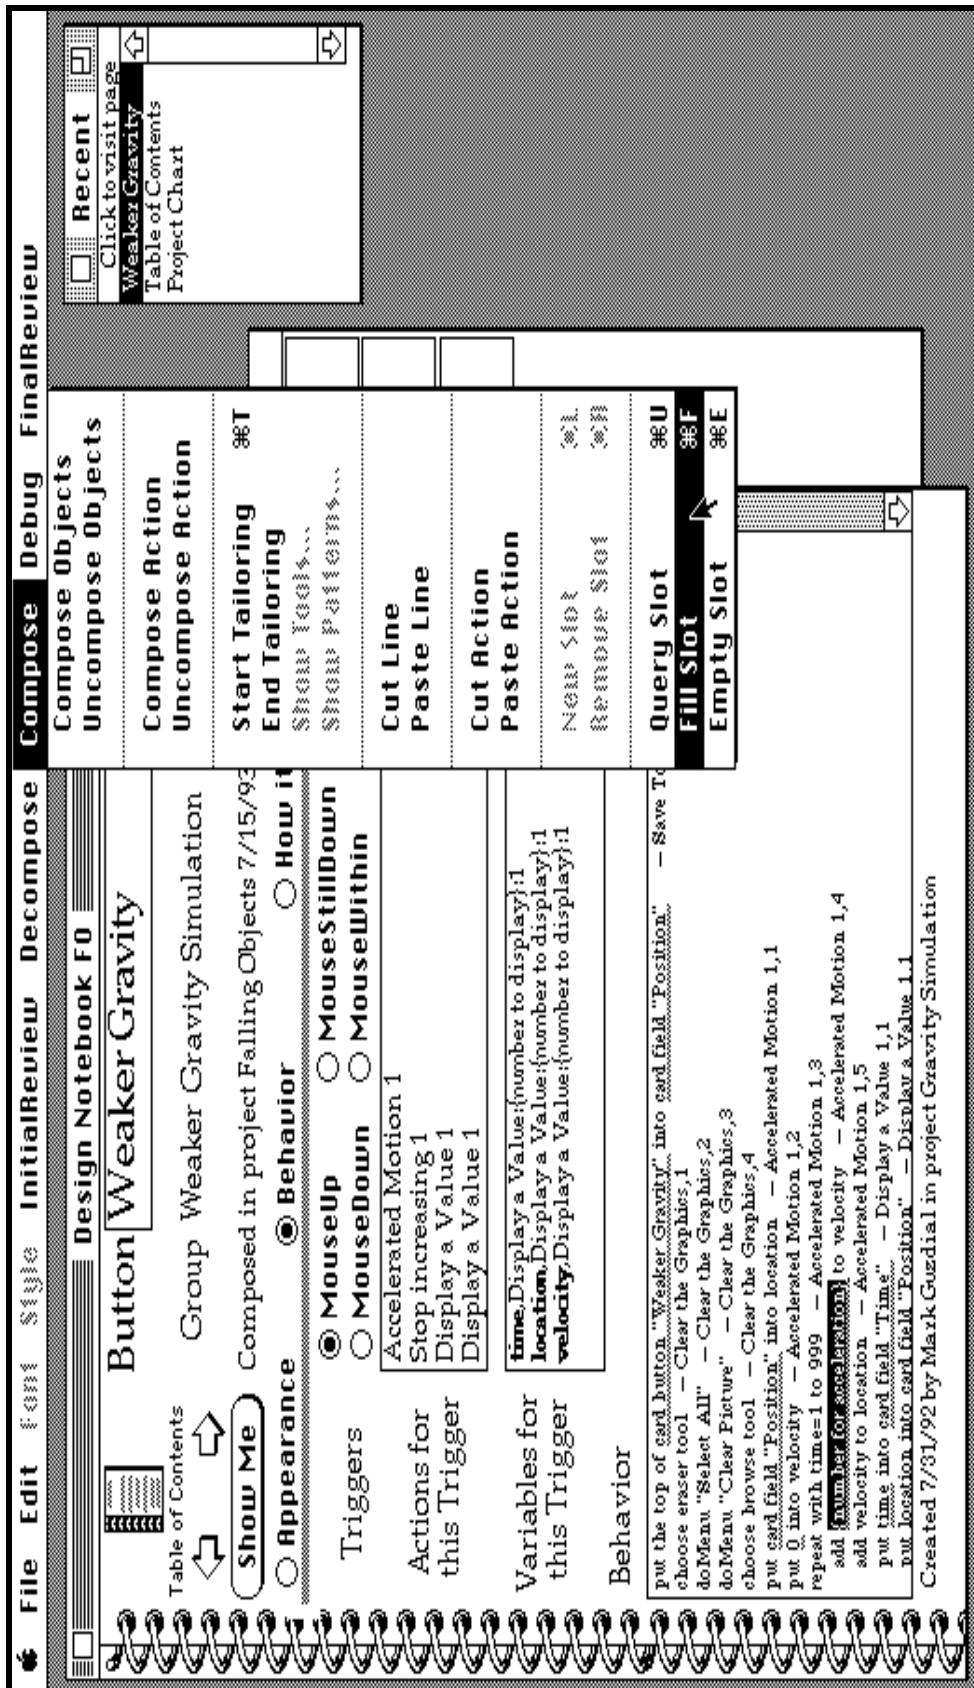 File Edit Font Style InitialReview Decompose Compose Debug FinalReview
Design Notebook FO
Table of Contents
Button Weaker Gravity
Group Weaker Gravity Simulation
Show Me
Composed in project Falling Objects 7/15/93
Appearance
Behavior
How it
Triggers
MouseUp
MouseStillDown
MouseDown
MouseWithin
Actions for
this Trigger
Accelerated Motion 1
Stop increasing 1
Display a Value 1
Display a Value 1
Variables for
this Trigger
time,Display a Value:{number to display}:1
location,Display a Value:{number to display}:1
velocity,Display a Value:{number to display}:1
Behavior
put the top of card button "Weaker Gravity" into card field "Position" -- Save To
choose eraser tool -- Clear the Graphics,1
doMenu "Select All" -- Clear the Graphics,2
doMenu "Clear Picture" -- Clear the Graphics,3
choose browse tool -- Clear the Graphics,4
put card field "Position" into location -- Accelerated Motion 1,1
put 0 into velocity -- Accelerated Motion 1,2
repeat with time=1 to 999 -- Accelerated Motion 1,3
add {number for acceleration} to velocity -- Accelerated Motion 1,4
add velocity to location -- Accelerated Motion 1,5
put time into card field "Time" -- Display a Value 1,1
put location into card field "Position" -- Display a Value 1,1
Created 7/31/92 by Mark Guzdial in project Gravity Simulation
Compose Objects
Uncompose Objects
Compose Action
Uncompose Action
Start Tailoring ⌘T
End Tailoring
Show Tools...
Show Patterns...
Cut Line
Paste Line
Cut Action
Paste Action
New Slot ⌘L
Remove Slot ⌘R
Query Slot ⌘U
Fill Slot ⌘F
Empty Slot ⌘E
Recent
Click to visit page
Weaker Gravity
Table of Contents
Project Chart